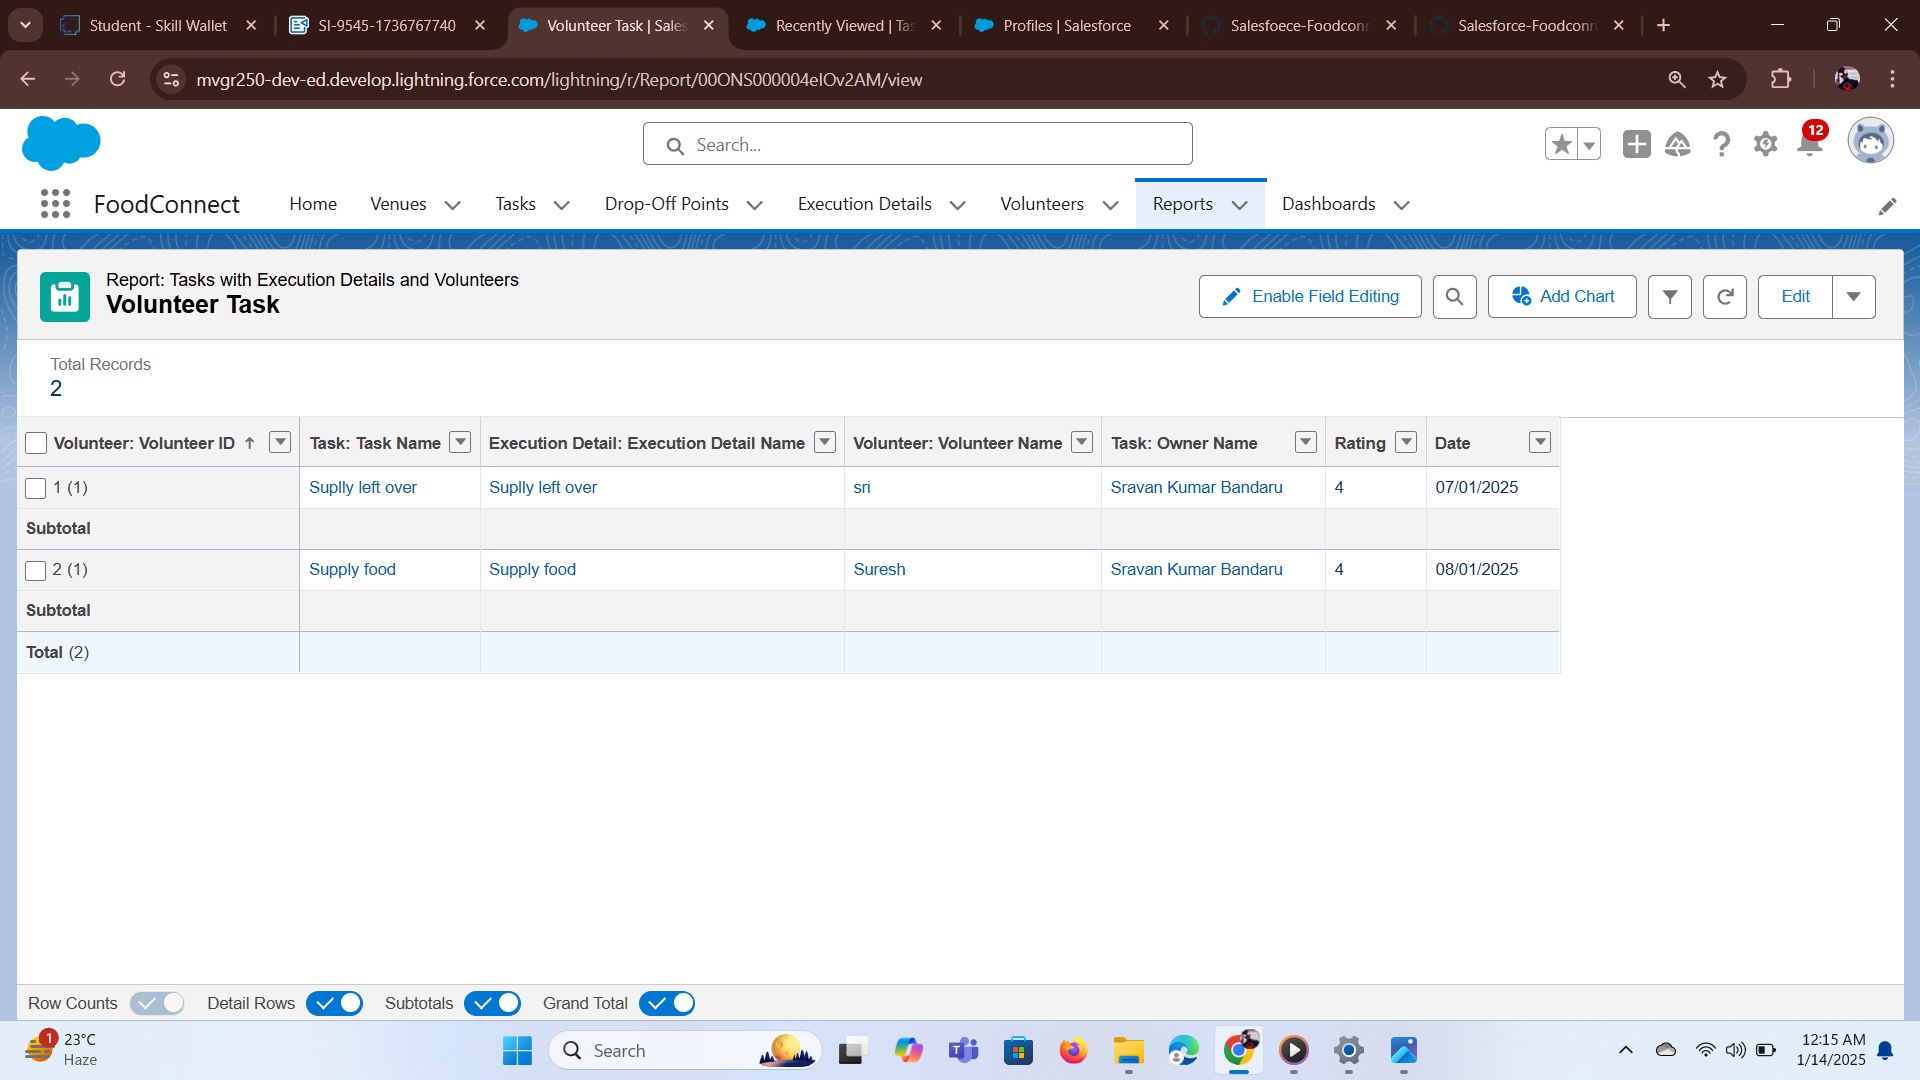 Student - Skill Wallet
SI-9545-1736767740
Volunteer Task | Sales
Recently Viewed | Tas
Profiles | Salesforce
Salesfoece-Foodconn
Salesforce-Foodconn
mvgr250-dev-ed.develop.lightning.force.com/lightning/r/Report/00ONS000004eIOv2AM/view
Search...
12
FoodConnect
Home
Venues
Tasks
Drop-Off Points
Execution Details
Volunteers
Reports
Dashboards
Report: Tasks with Execution Details and Volunteers
Volunteer Task
Enable Field Editing
Add Chart
Edit
Total Records
2
Volunteer: Volunteer ID ↑ Task: Task Name Execution Detail: Execution Detail Name Volunteer: Volunteer Name Task: Owner Name Rating Date
1 (1) Suplly left over Suplly left over sri Sravan Kumar Bandaru 4 07/01/2025
Subtotal
2 (1) Supply food Supply food Suresh Sravan Kumar Bandaru 4 08/01/2025
Subtotal
Total (2)
Row Counts Detail Rows Subtotals Grand Total
1
23°C
Haze
Search
12:15 AM
1/14/2025